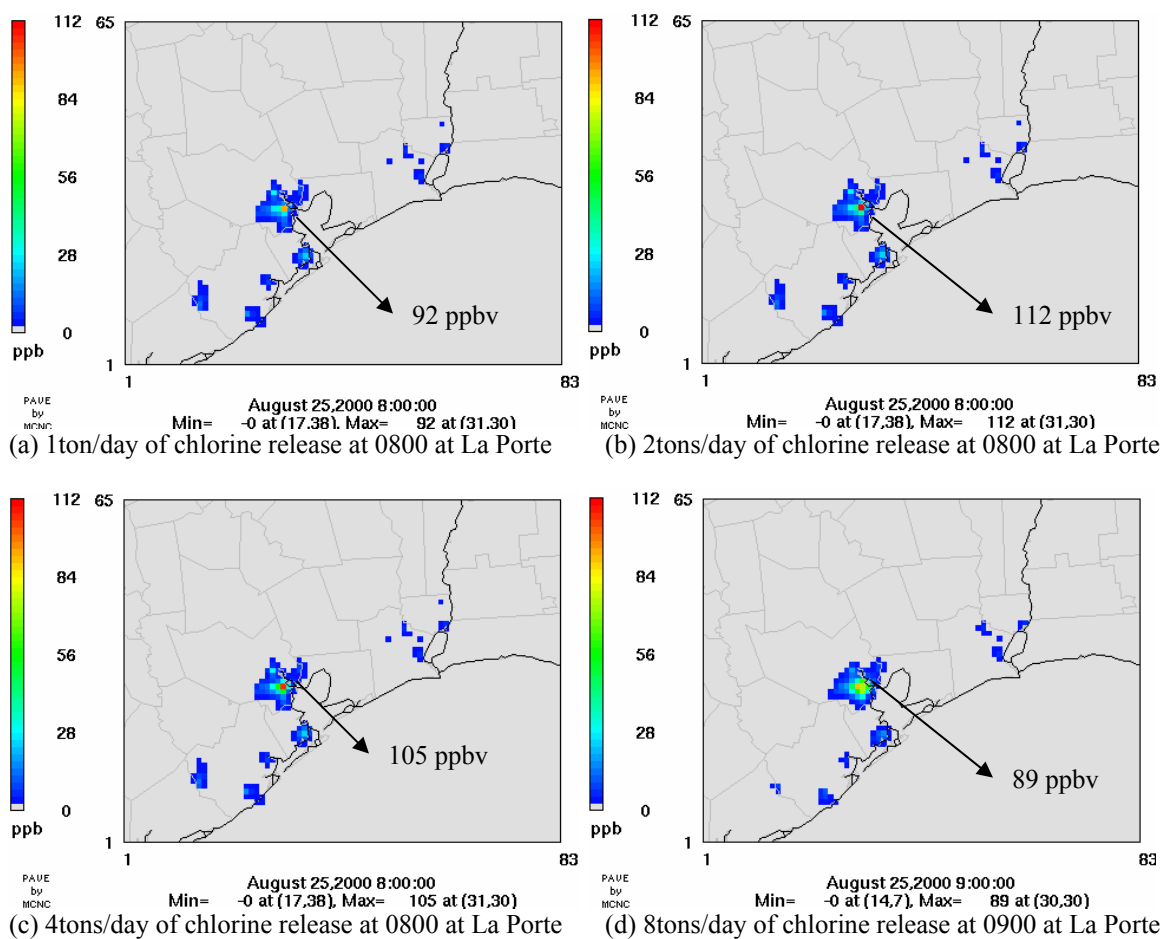 112
84
56
28
0
ppb
65
1
1
83
92 ppbv
PAVE
by
MCNC
August 25,2000 8:00:00
Min= -0 at (17,38), Max= 92 at (31,30)
(a) 1ton/day of chlorine release at 0800 at La Porte
112
84
56
28
0
ppb
65
1
1
83
112 ppbv
PAVE
by
MCNC
August 25,2000 8:00:00
Min= -0 at (17,38), Max= 112 at (31,30)
(b) 2tons/day of chlorine release at 0800 at La Porte
112
84
56
28
0
ppb
65
1
1
83
105 ppbv
PAVE
by
MCNC
August 25,2000 8:00:00
Min= -0 at (17,38), Max= 105 at (31,30)
(c) 4tons/day of chlorine release at 0800 at La Porte
112
84
56
28
0
ppb
65
1
1
83
89 ppbv
PAVE
by
MCNC
August 25,2000 9:00:00
Min= -0 at (14,7), Max= 89 at (30,30)
(d) 8tons/day of chlorine release at 0900 at La Porte